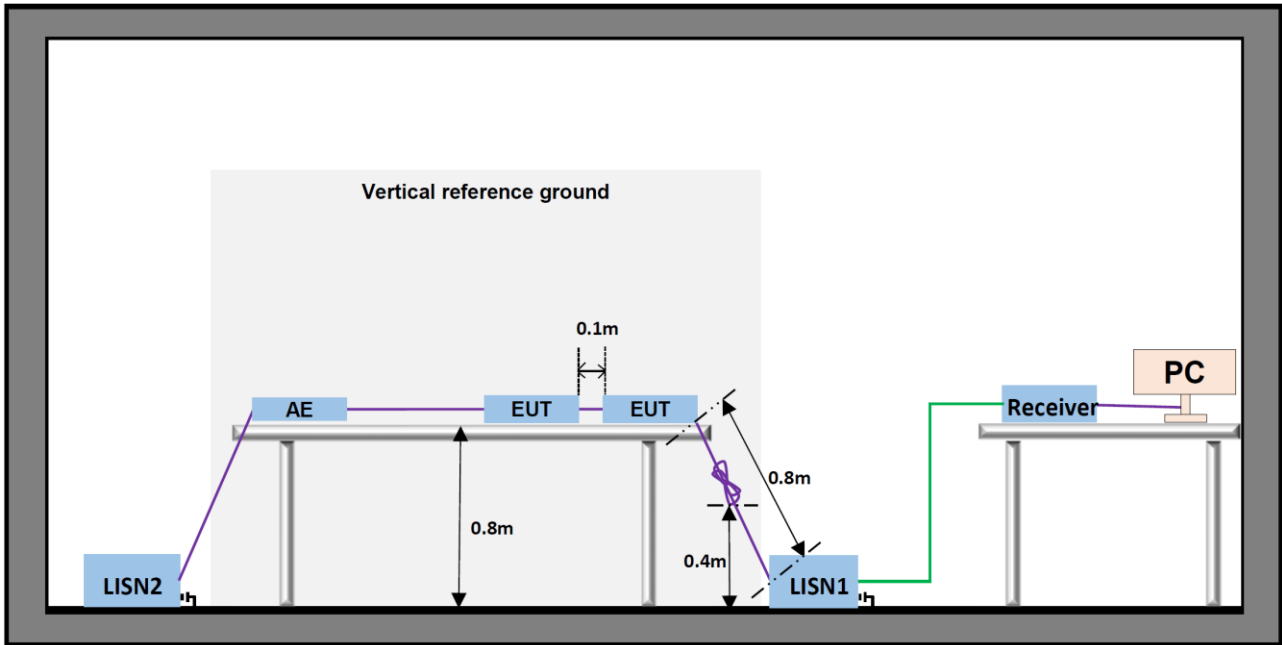 Vertical reference ground
0.1m
AE
EUT
EUT
PC
Receiver
0.8m
0.8m
0.4m
LISN2
LISN1